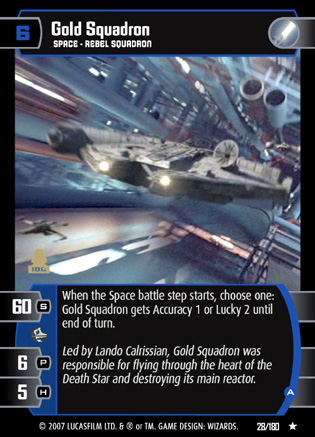 6
Gold Squadron
SPACE - REBEL SQUADRON
IDG
60 S
When the Space battle step starts, choose one:
Gold Squadron gets Accuracy 1 or Lucky 2 until
end of turn.
6 P
5 H
Led by Lando Calrissian, Gold Squadron was
responsible for flying through the heart of the
Death Star and destroying its main reactor.
A
© 2007 LUCASFILM LTD. & ® or TM. GAME DESIGN: WIZARDS.
28/180